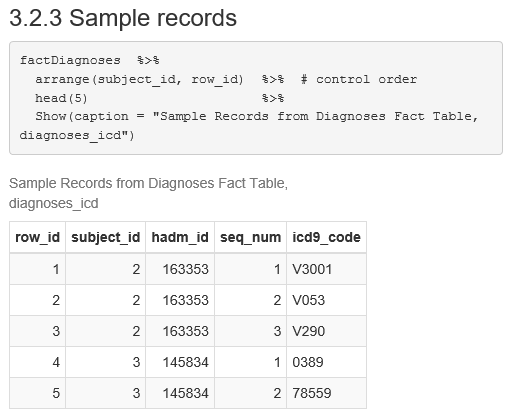 3.2.3 Sample records
factDiagnoses %>%
arrange(subject_id, row_id) %>% # control order
head(5) %>%
Show(caption = "Sample Records from Diagnoses Fact Table,
diagnoses_icd")
Sample Records from Diagnoses Fact Table,
diagnoses_icd
row_id subject_id hadm_id seq_num icd9_code
1 2 163353 1 V3001
2 2 163353 2 V053
3 2 163353 3 V290
4 3 145834 1 0389
5 3 145834 2 78559